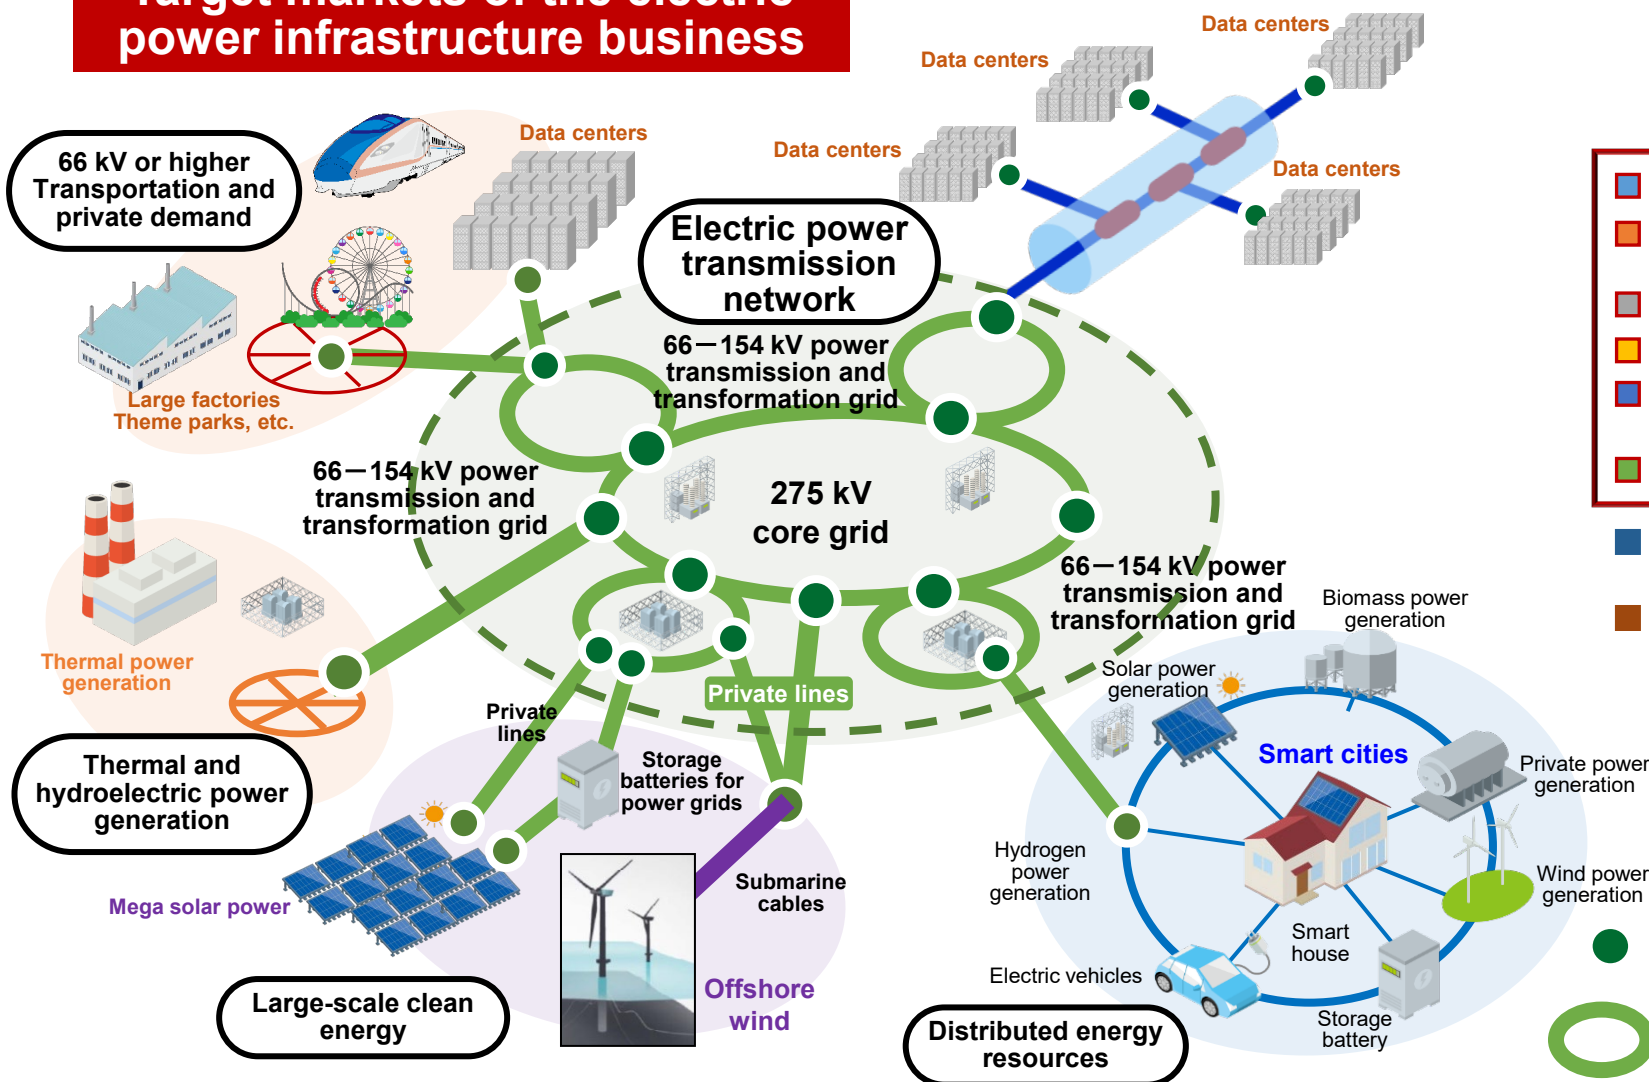 Target markets of the electric
power infrastructure business
Data centers
Data centers
Data centers
Data centers
Data centers
66 kV or higher
Transportation and
private demand
Large factories
Theme parks, etc.
Electric power
transmission
network
66－154 kV power
transmission and
transformation grid
66－154 kV power
transmission and
transformation grid
275 kV
core grid
66－154 kV power
transmission and
transformation grid
Thermal power
generation
Thermal and
hydroelectric power
generation
Private lines
Private
lines
Storage
batteries for
power grids
Mega solar power
Submarine
cables
Offshore
wind
Large-scale clean
energy
Biomass power
generation
Solar power
generation
Smart cities
Private power
generation
Hydrogen
power
generation
Wind power
generation
Smart
house
Electric vehicles
Storage
battery
Distributed energy
resources